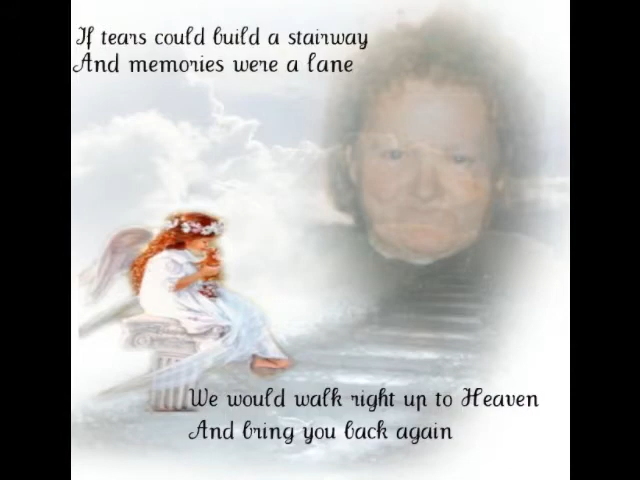 If tears could build a stairway
And memories were a lane
We would walk right up to Heaven
And bring you back again